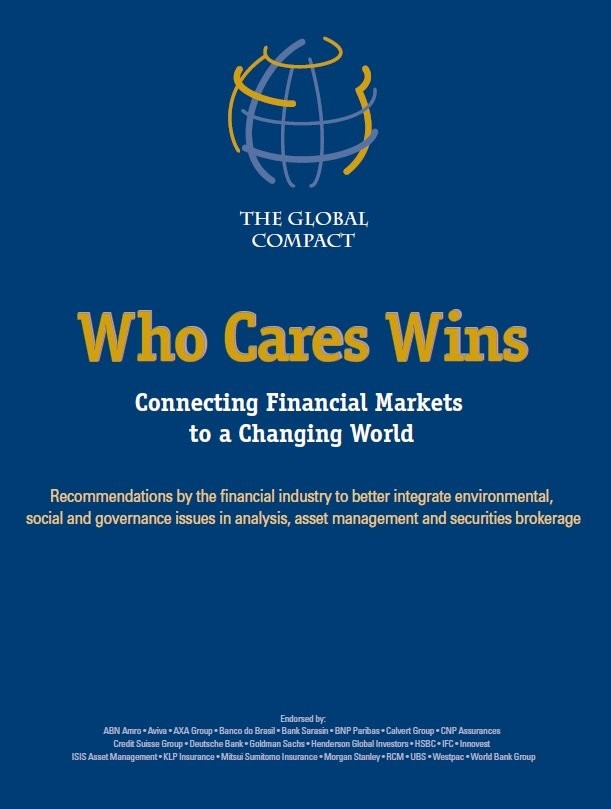 THE GLOBAL
COMPACT
Who Cares Wins
Connecting Financial Markets
to a Changing World
Recommendations by the financial industry to better integrate environmental,
social and governance issues in analysis, asset management and securities brokerage
Endorsed by:
ABN Amro • Aviva • AXA Group • Banco do Brasil • Bank Sarasin • BNP Paribas • Calvert Group • CNP Assurances
Credit Suisse Group • Deutsche Bank • Goldman Sachs • Henderson Global Investors • HSBC • IFC • Innovest
ISIS Asset Management • KLP Insurance • Mitsui Sumitomo Insurance • Morgan Stanley • RCM • UBS • Westpac • World Bank Group